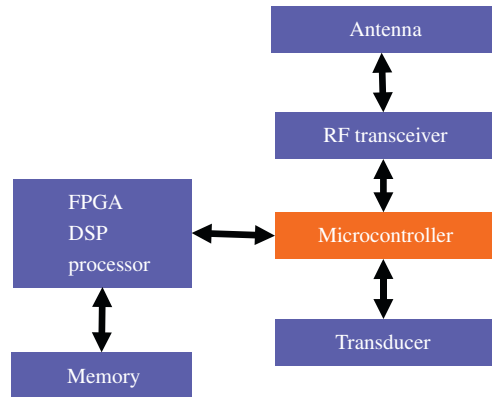 Antenna
RF transceiver
FPGA
DSP
processor
Microcontroller
Transducer
Memory